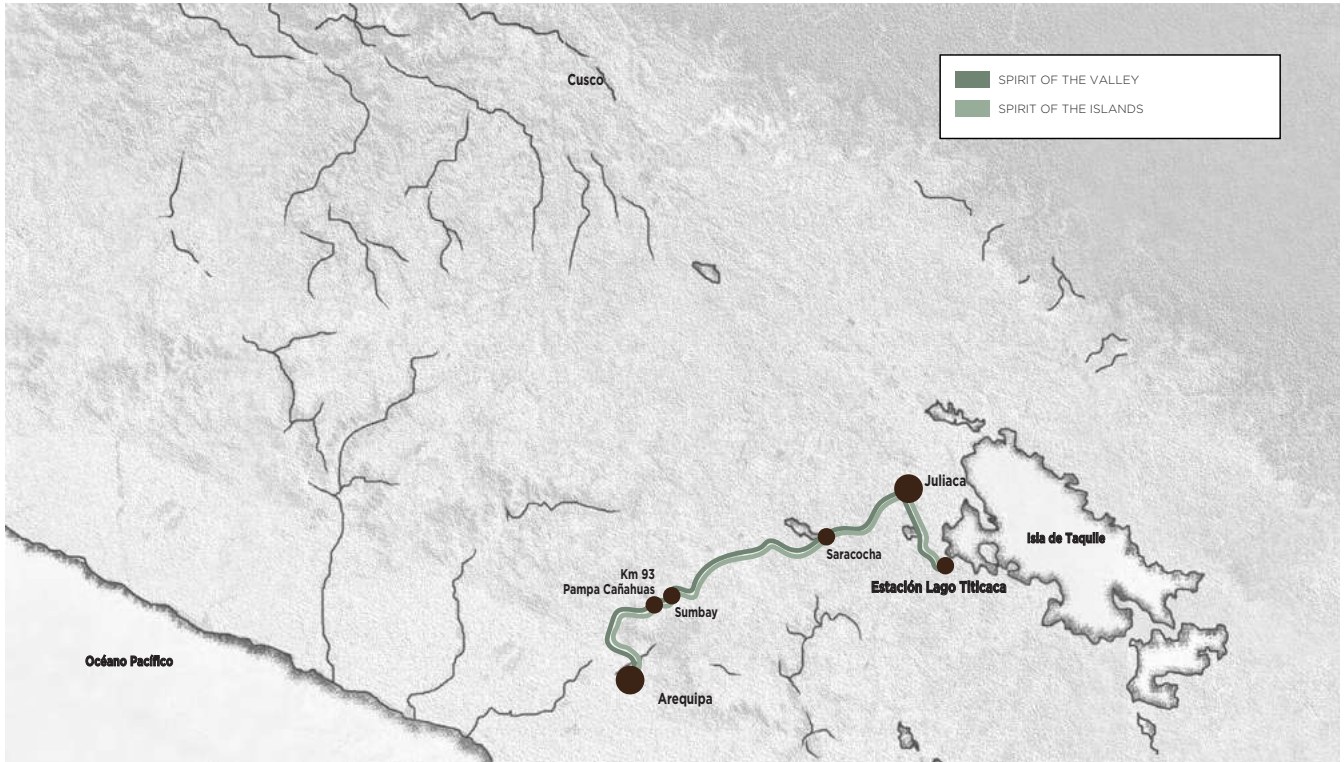 Cusco
SPIRIT OF THE VALLEY
SPIRIT OF THE ISLANDS
Juliaca
Isla de Taquile
Saracocha
Estación Lago Titicaca
Km 93
Pampa Cañahuas
Sumbay
Océano Pacífico
Arequipa